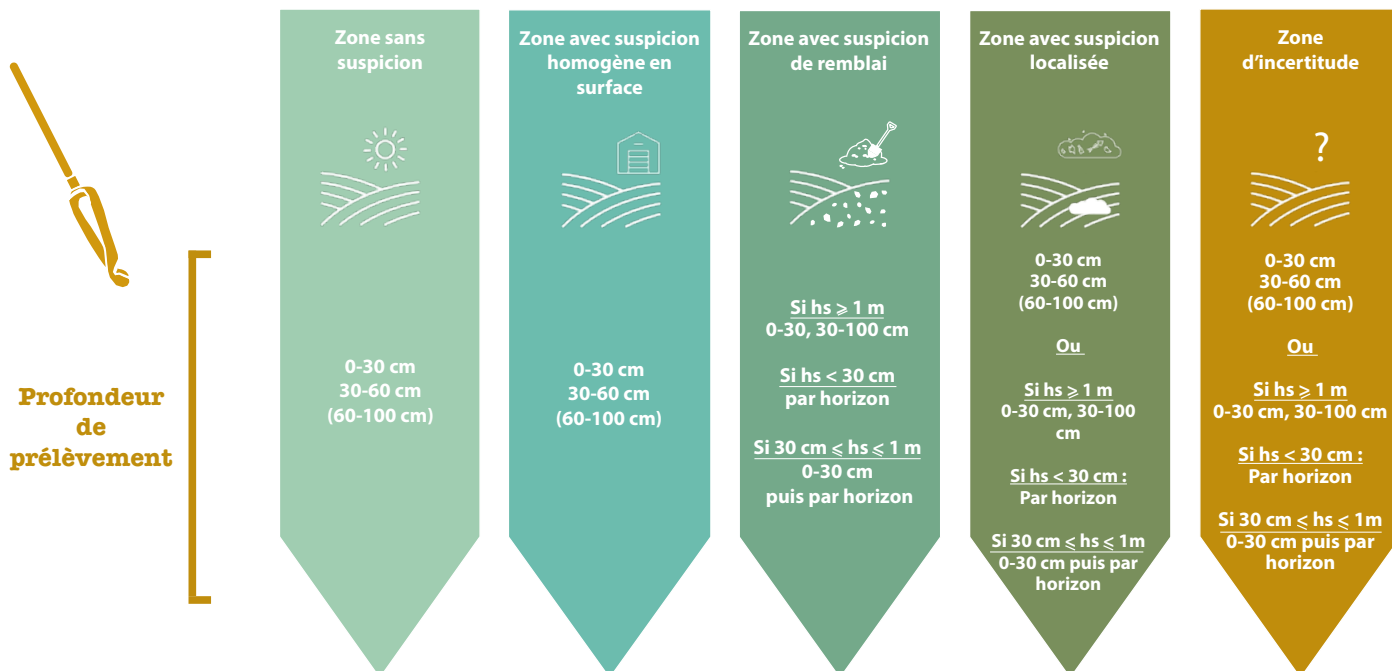 Profondeur
de
prélèvement
Zone sans
suspicion
0-30 cm
30-60 cm
(60-100 cm)
Zone avec suspicion
homogène en
surface
0-30 cm
30-60 cm
(60-100 cm)
Zone avec suspicion
de remblai
Si hs ⩾ 1 m
0-30, 30-100 cm
Si hs < 30 cm
par horizon
Si 30 cm ⩽ hs ⩽ 1 m
0-30 cm
puis par horizon
Zone avec suspicion
localisée
0-30 cm
30-60 cm
(60-100 cm)
Ou
Si hs ⩾ 1 m
0-30 cm, 30-100
cm
Si hs < 30 cm :
Par horizon
Si 30 cm ⩽ hs ⩽ 1m
0-30 cm puis par
horizon
Zone
d’incertitude
?
0-30 cm
30-60 cm
(60-100 cm)
Ou
Si hs ⩾ 1 m
0-30 cm, 30-100 cm
Si hs < 30 cm :
Par horizon
Si 30 cm ⩽ hs ⩽ 1m
0-30 cm puis par
horizon